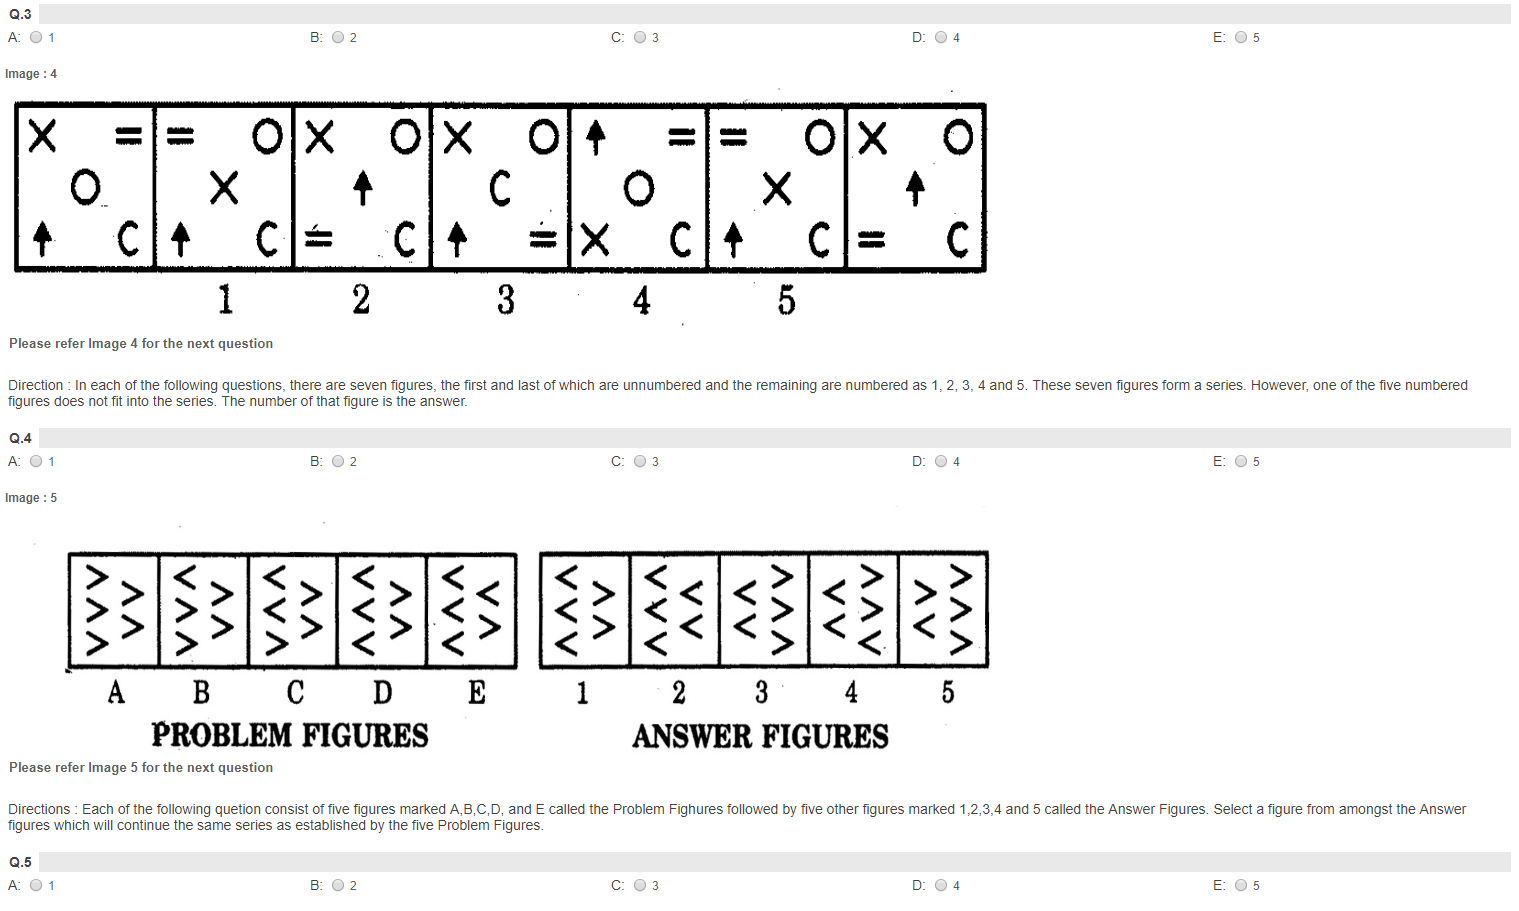 Q.3
A: 1 B: 2 C: 3 D: 4 E: 5
Image : 4
X = = O X O X O ↑ = = O X O
O X ↑ C O X ↑
↑ C ↑ C = C ↑ = X C ↑ C = C
1 2 3 4 5
Please refer Image 4 for the next question
Direction : In each of the following questions, there are seven figures, the first and last of which are unnumbered and the remaining are numbered as 1, 2, 3, 4 and 5. These seven figures form a series. However, one of the five numbered
figures does not fit into the series. The number of that figure is the answer.
Q.4
A: 1 B: 2 C: 3 D: 4 E: 5
Image : 5
A B C D E 1 2 3 4 5
PROBLEM FIGURES ANSWER FIGURES
Please refer Image 5 for the next question
Directions : Each of the following quetion consist of five figures marked A,B,C,D, and E called the Problem Fighures followed by five other figures marked 1,2,3,4 and 5 called the Answer Figures. Select a figure from amongst the Answer
figures which will continue the same series as established by the five Problem Figures.
Q.5
A: 1 B: 2 C: 3 D: 4 E: 5